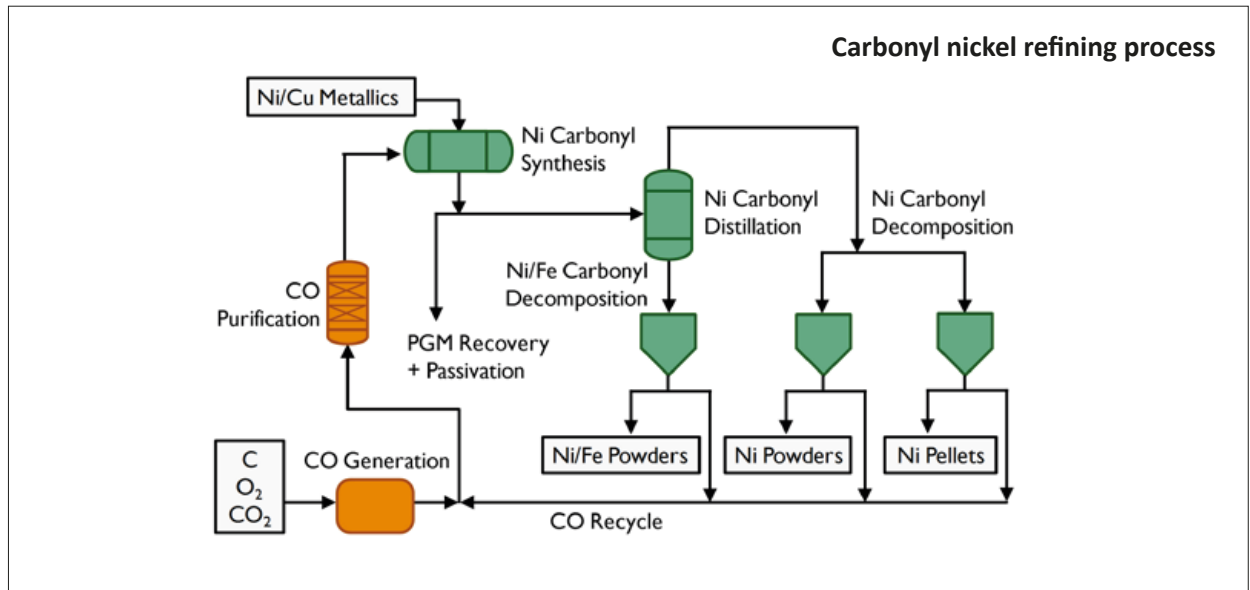 Carbonyl nickel refining process
Ni/Cu Metallics
Ni Carbonyl
Synthesis
Ni Carbonyl
Distillation
Ni Carbonyl
Decomposition
Ni/Fe Carbonyl
Decomposition
CO
Purification
PGM Recovery
+ Passivation
C
O₂
CO₂
CO Generation
Ni/Fe Powders
Ni Powders
Ni Pellets
CO Recycle